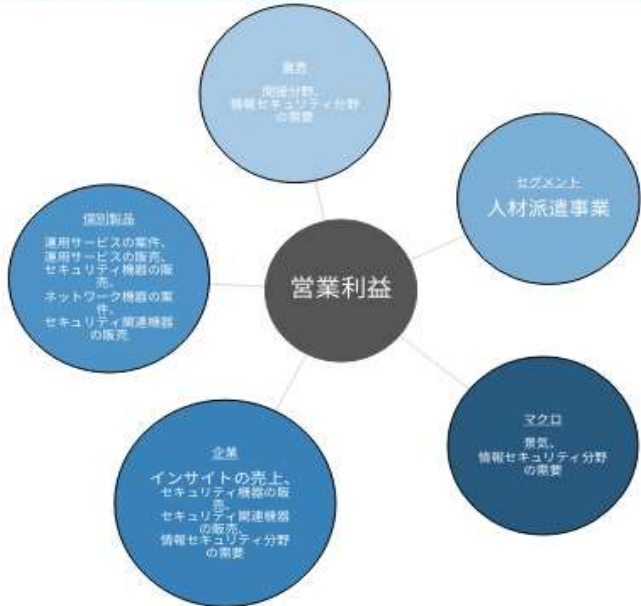 業界
関連分野、
情報セキュリティ分野
の需要
セグメント
人材派遣事業
個別製品
運用サービスの案件、
運用サービスの販売、
セキュリティ機器の販
売、
ネットワーク機器の案
件、
セキュリティ関連機器
の販売
営業利益
マクロ
景気、
情報セキュリティ分野
の需要
企業
インサイトの売上、
セキュリティ機器の販
売、
セキュリティ関連機器
の販売、
情報セキュリティ分野
の需要